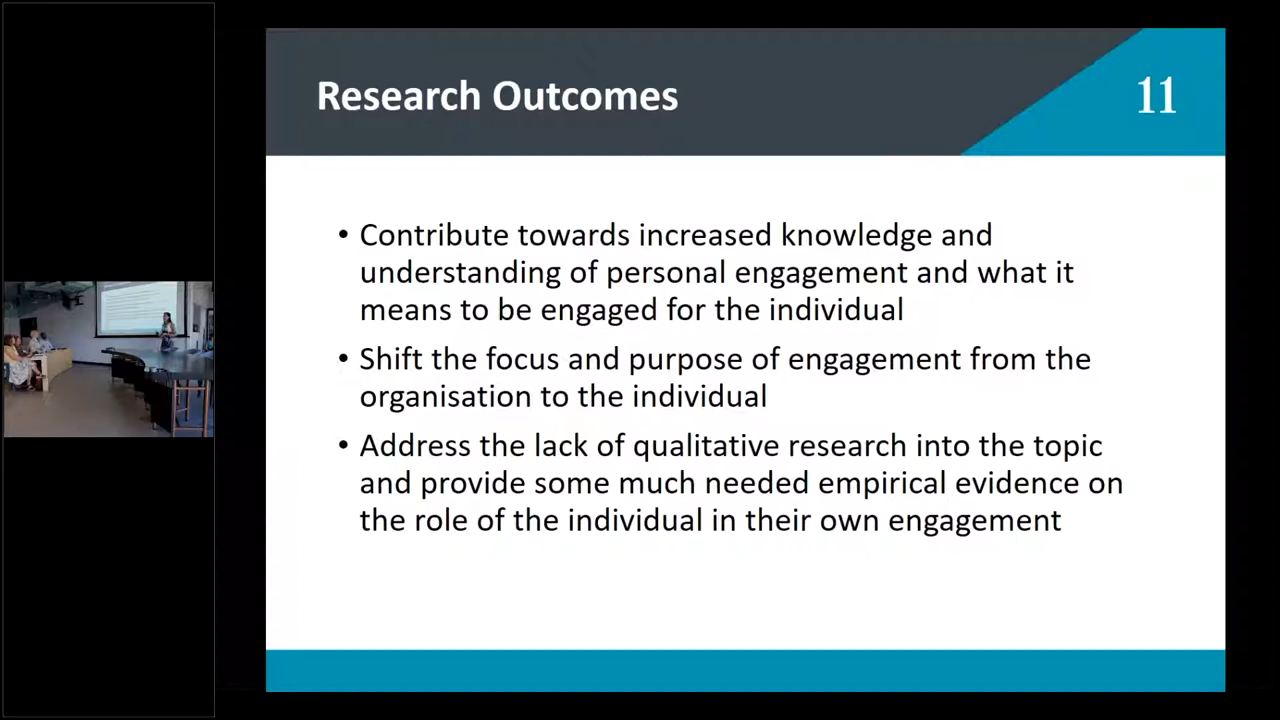 Research Outcomes
11
• Contribute towards increased knowledge and
understanding of personal engagement and what it
means to be engaged for the individual
• Shift the focus and purpose of engagement from the
organisation to the individual
• Address the lack of qualitative research into the topic
and provide some much needed empirical evidence on
the role of the individual in their own engagement